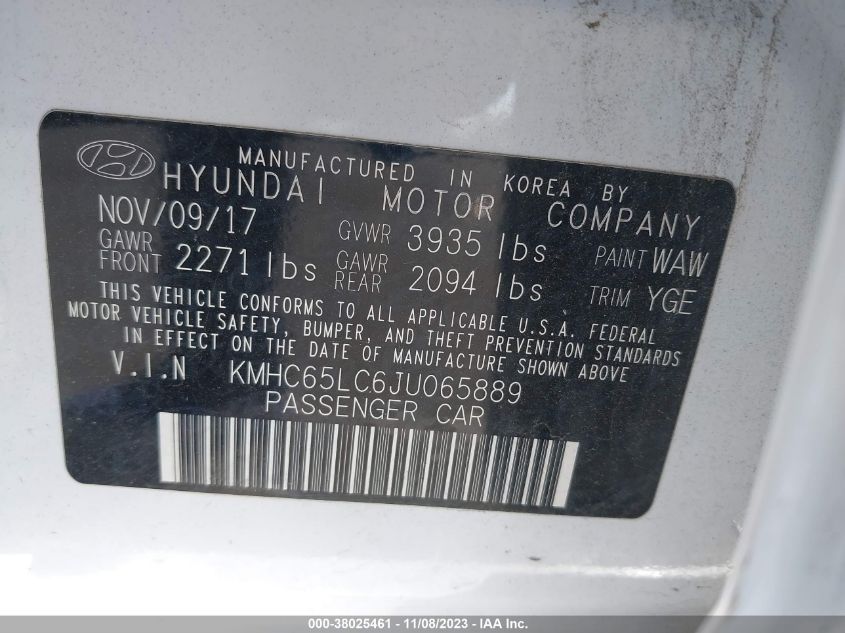 MANUFACTURED IN KOREA BY
HYUNDAI MOTOR COMPANY
NOV/09/17 GVWR 3935 lbs PAINT WAW
GAWR FRONT 2271 lbs GAWR REAR 2094 lbs TRIM YGE
THIS VEHICLE CONFORMS TO ALL APPLICABLE U.S.A. FEDERAL
MOTOR VEHICLE SAFETY, BUMPER, AND THEFT PREVENTION STANDARDS
IN EFFECT ON THE DATE OF MANUFACTURE SHOWN ABOVE
V.I.N KMHC65LC6JU065889
PASSENGER CAR
000-38025461 - 11/08/2023 - IAAI.com